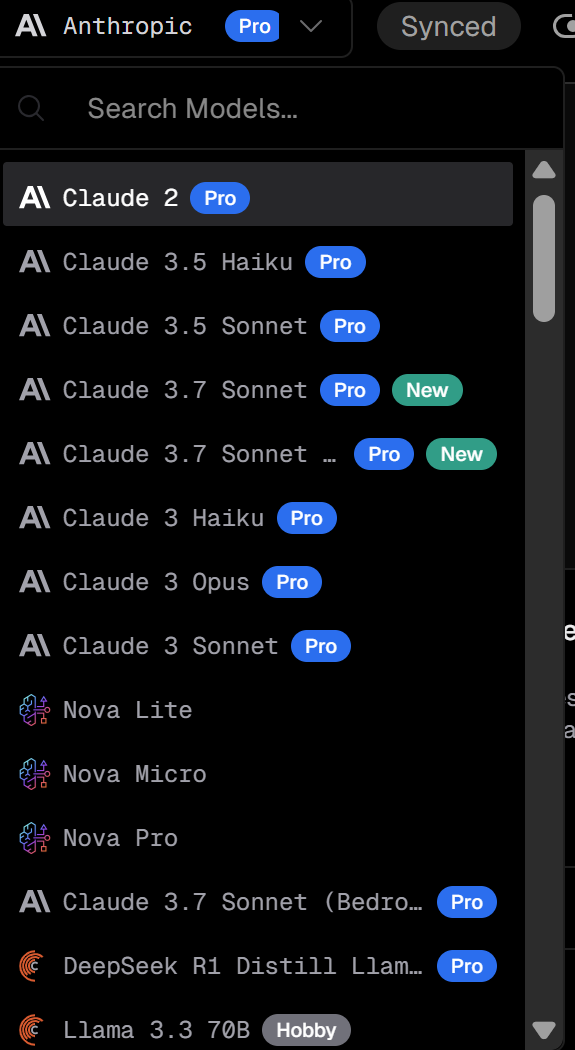 Anthropic Pro Synced
Search Models...
Claude 2 Pro
Claude 3.5 Haiku Pro
Claude 3.5 Sonnet Pro
Claude 3.7 Sonnet Pro New
Claude 3.7 Sonnet … Pro New
Claude 3 Haiku Pro
Claude 3 Opus Pro
Claude 3 Sonnet Pro
Nova Lite
Nova Micro
Nova Pro
Claude 3.7 Sonnet (Bedro… Pro
DeepSeek R1 Distill Llam… Pro
Llama 3.3 70B Hobby